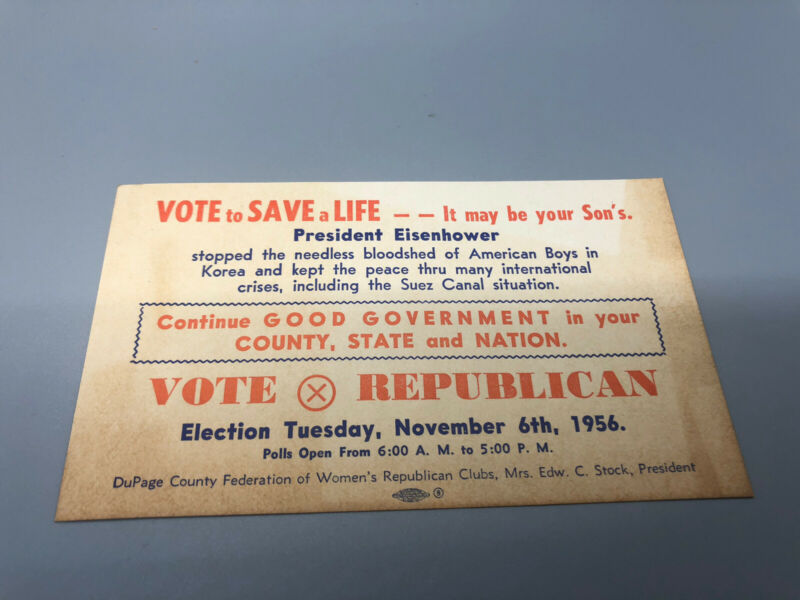 VOTE to SAVE a LIFE — — It may be your Son's.
President Eisenhower
stopped the needless bloodshed of American Boys in
Korea and kept the peace thru many international
crises, including the Suez Canal situation.
Continue GOOD GOVERNMENT in your
COUNTY, STATE and NATION.
VOTE X REPUBLICAN
Election Tuesday, November 6th, 1956.
Polls Open From 6:00 A. M. to 5:00 P. M.
DuPage County Federation of Women's Republican Clubs, Mrs. Edw. C. Stock, President